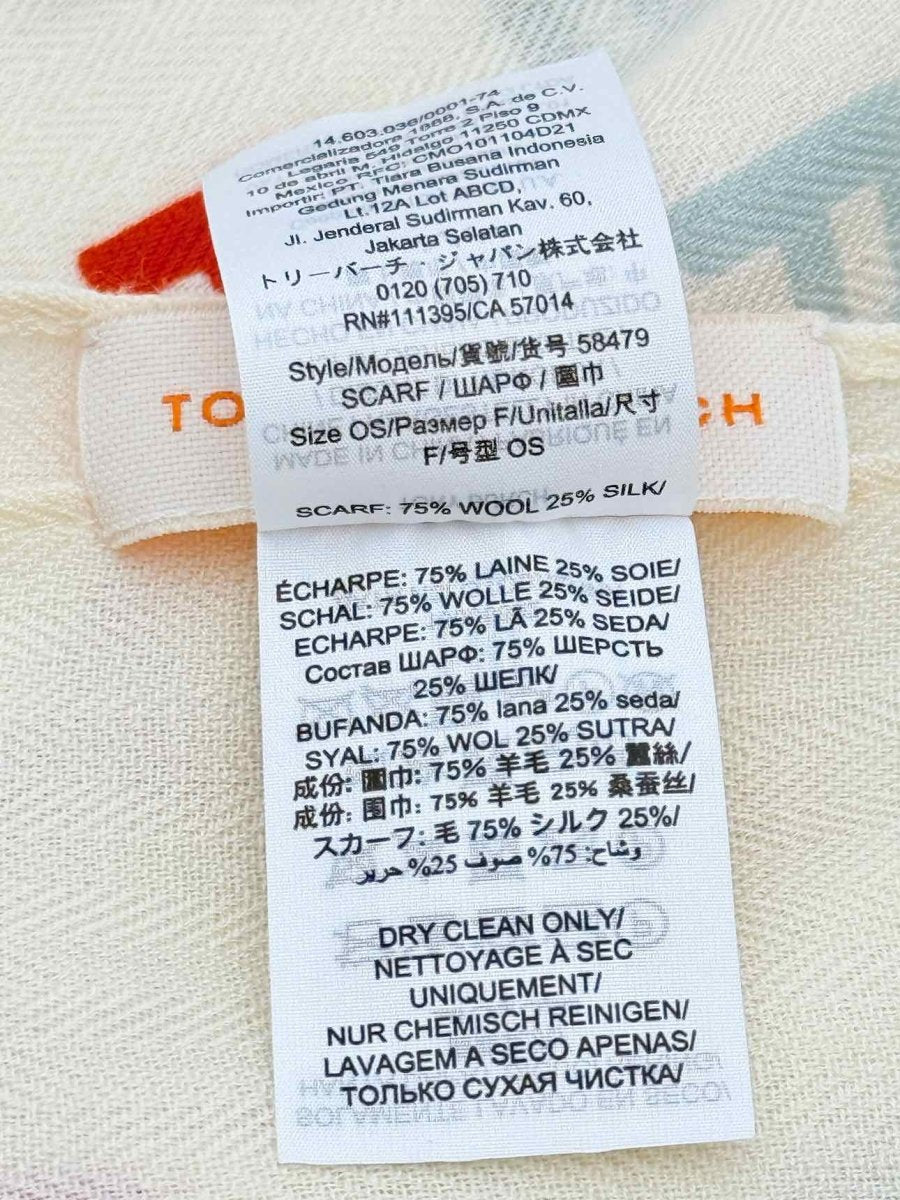 14.603.036/0001-74
Comercializadora 1888, S.A. de C.V.
Legaria 549 Torre 2 Piso 9
10 de abril M. Hidalgo 11250 CDMX
Mexico RFC: CMO101104D21
Importir: PT. Tiara Busana Indonesia
Gedung Menara Sudirman
Lt.12A Lot ABCD,
Jl. Jenderal Sudirman Kav. 60,
Jakarta Selatan
トリーバーチ・ジャパン株式会社
0120 (705) 710
RN#111395/CA 57014
Style/Модель/貨號/货号 58479
SCARF / ШАРФ / 圍巾
TO CH
Size OS/Размер F/Unitalla/尺寸
F/号型 OS
SCARF: 75% WOOL 25% SILK/
ÉCHARPE: 75% LAINE 25% SOIE/
SCHAL: 75% WOLLE 25% SEIDE/
ECHARPE: 75% LÃ 25% SEDA/
Состав ШАРФ: 75% ШЕРСТЬ
25% ШЕЛК/
BUFANDA: 75% lana 25% seda/
SYAL: 75% WOL 25% SUTRA/
成份: 圍巾: 75% 羊毛 25% 蠶絲/
成份: 围巾: 75% 羊毛 25% 桑蚕丝/
スカーフ: 毛 75% シルク 25%/
وشاح: 75% صوف 25% حرير
DRY CLEAN ONLY/
NETTOYAGE À SEC
UNIQUEMENT/
NUR CHEMISCH REINIGEN/
LAVAGEM A SECO APENAS/
ТОЛЬКО СУХАЯ ЧИСТКА/